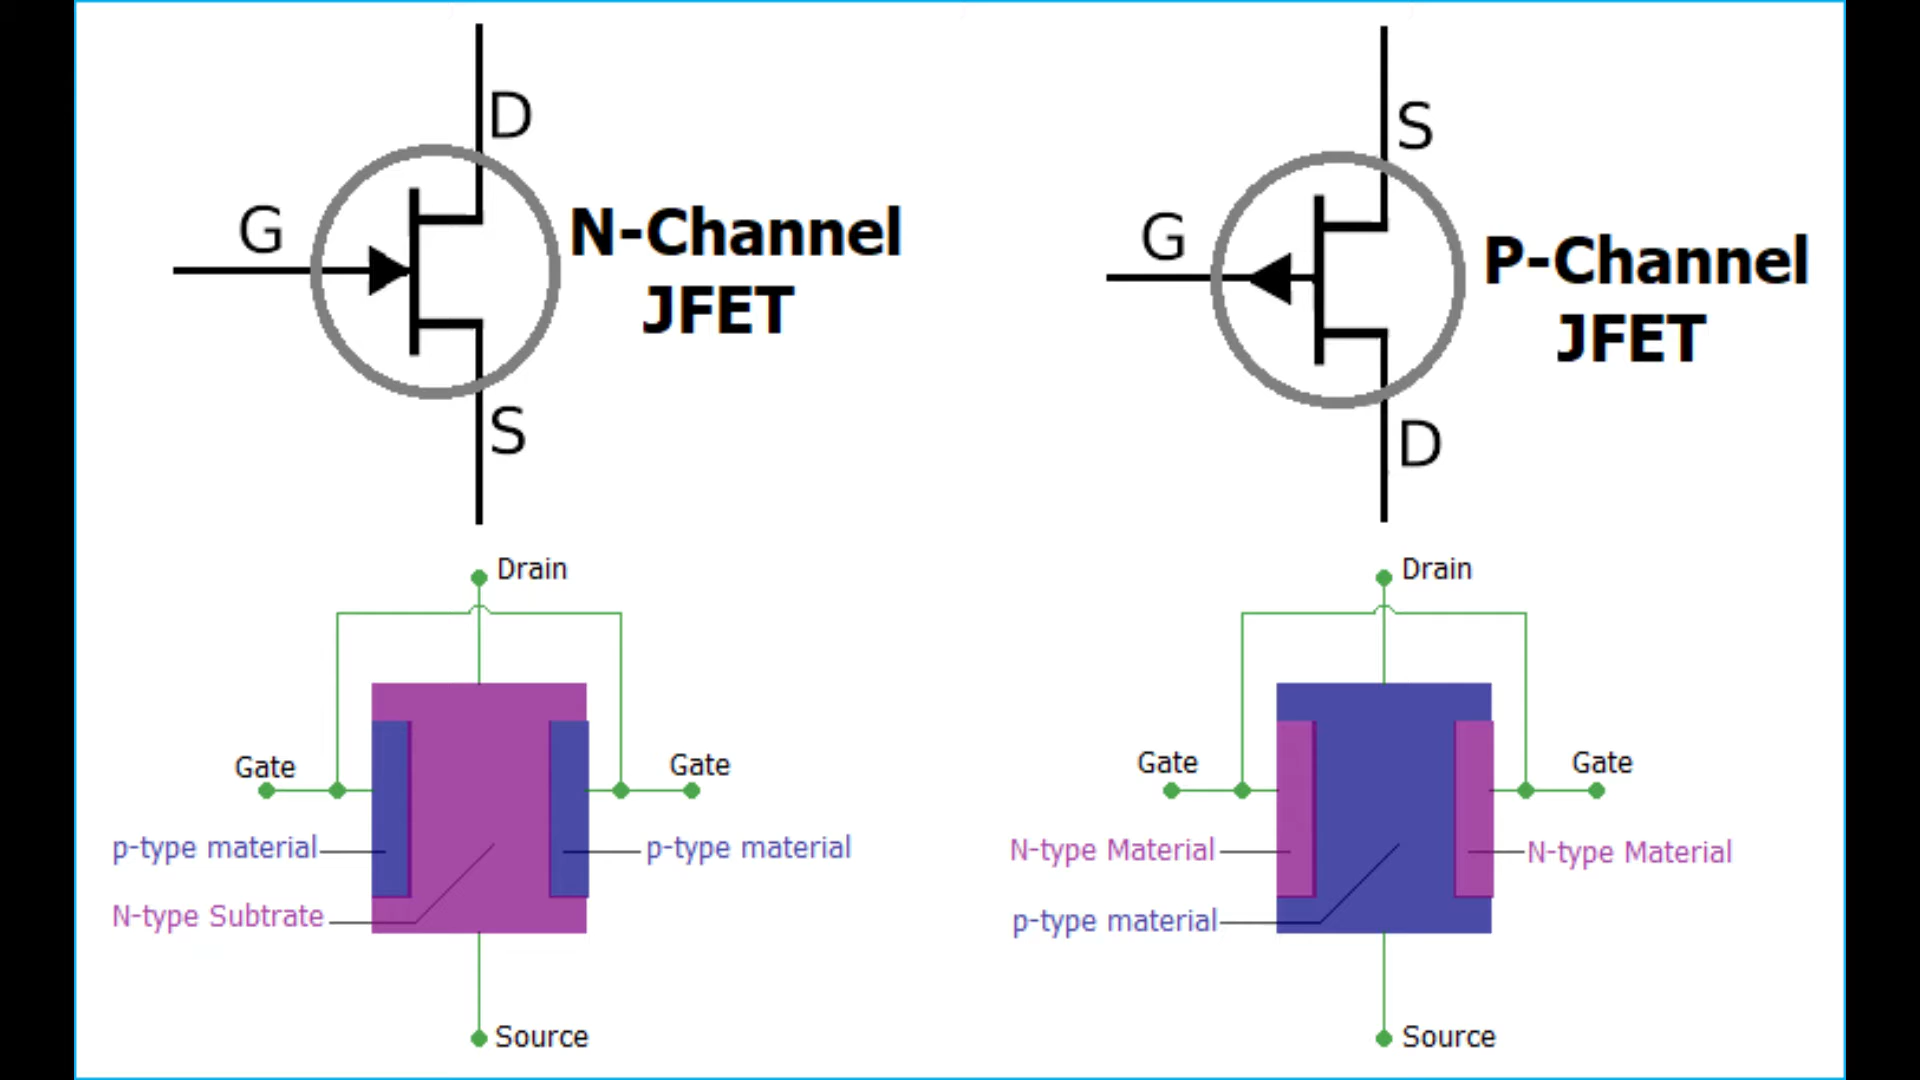 D
G
N-Channel
JFET
S
S
G
P-Channel
JFET
D
Drain
Gate
Gate
p-type material
p-type material
N-type Subtrate
Source
Drain
Gate
Gate
N-type Material
N-type Material
p-type material
Source